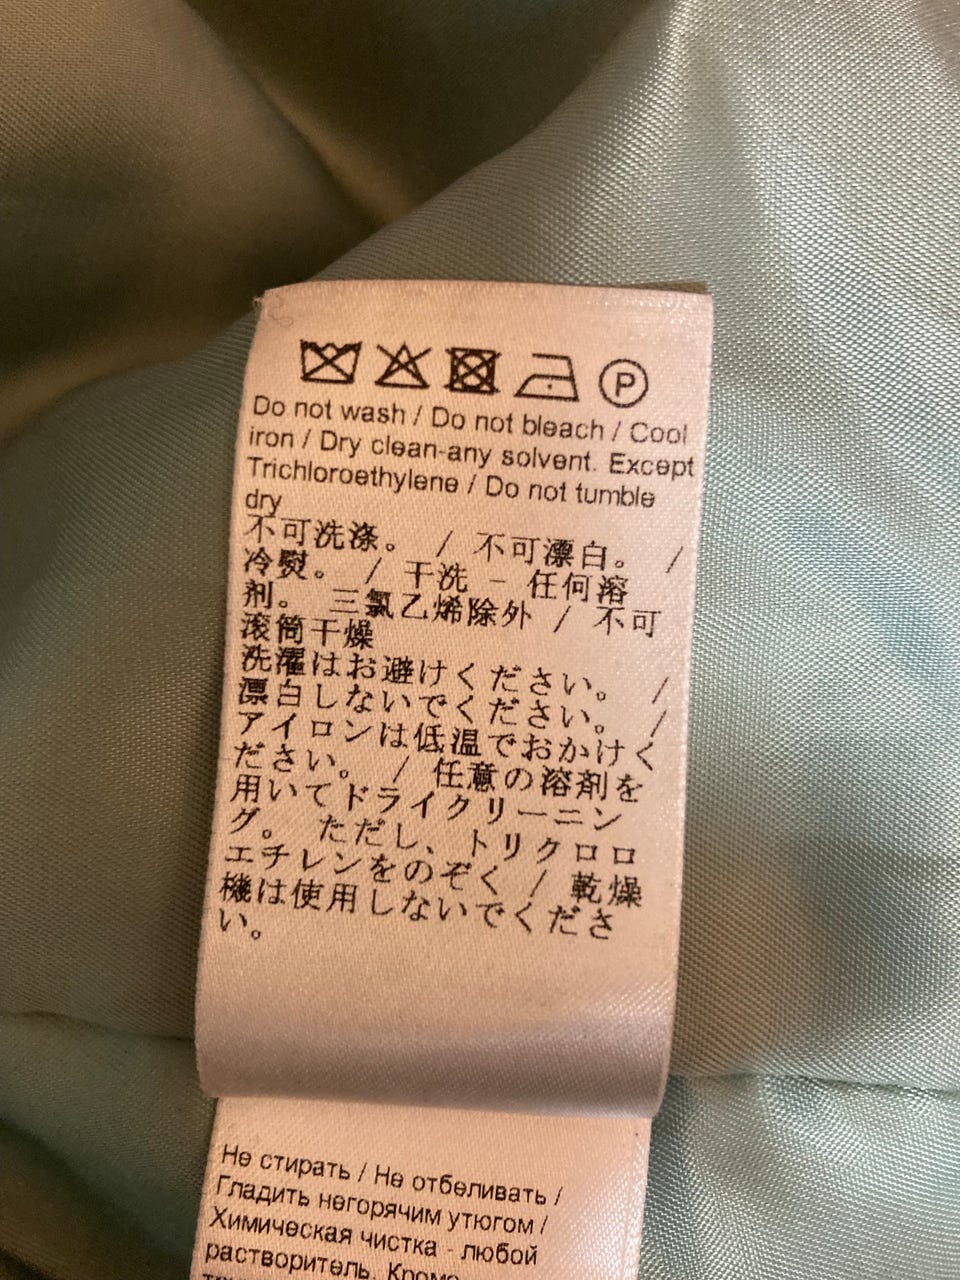 P
Do not wash / Do not bleach / Cool
iron / Dry clean-any solvent. Except
Trichloroethylene / Do not tumble
dry
不可洗涤。 / 不可漂白。 /
冷熨。 / 干洗 - 任何溶
剂。 三氯乙烯除外 / 不可
滚筒干燥
洗濯はお避けください。 /
漂白しないでください。 /
アイロンは低温でおかけく
ださい。 / 任意の溶剤を
用いてドライクリーニン
グ。 ただし、トリクロロ
エチレンをのぞく / 乾燥
機は使用しないでくださ
い。
Не стирать / Не отбеливать /
Гладить негорячим утюгом /
Химическая чистка - любой
растворитель. Кроме